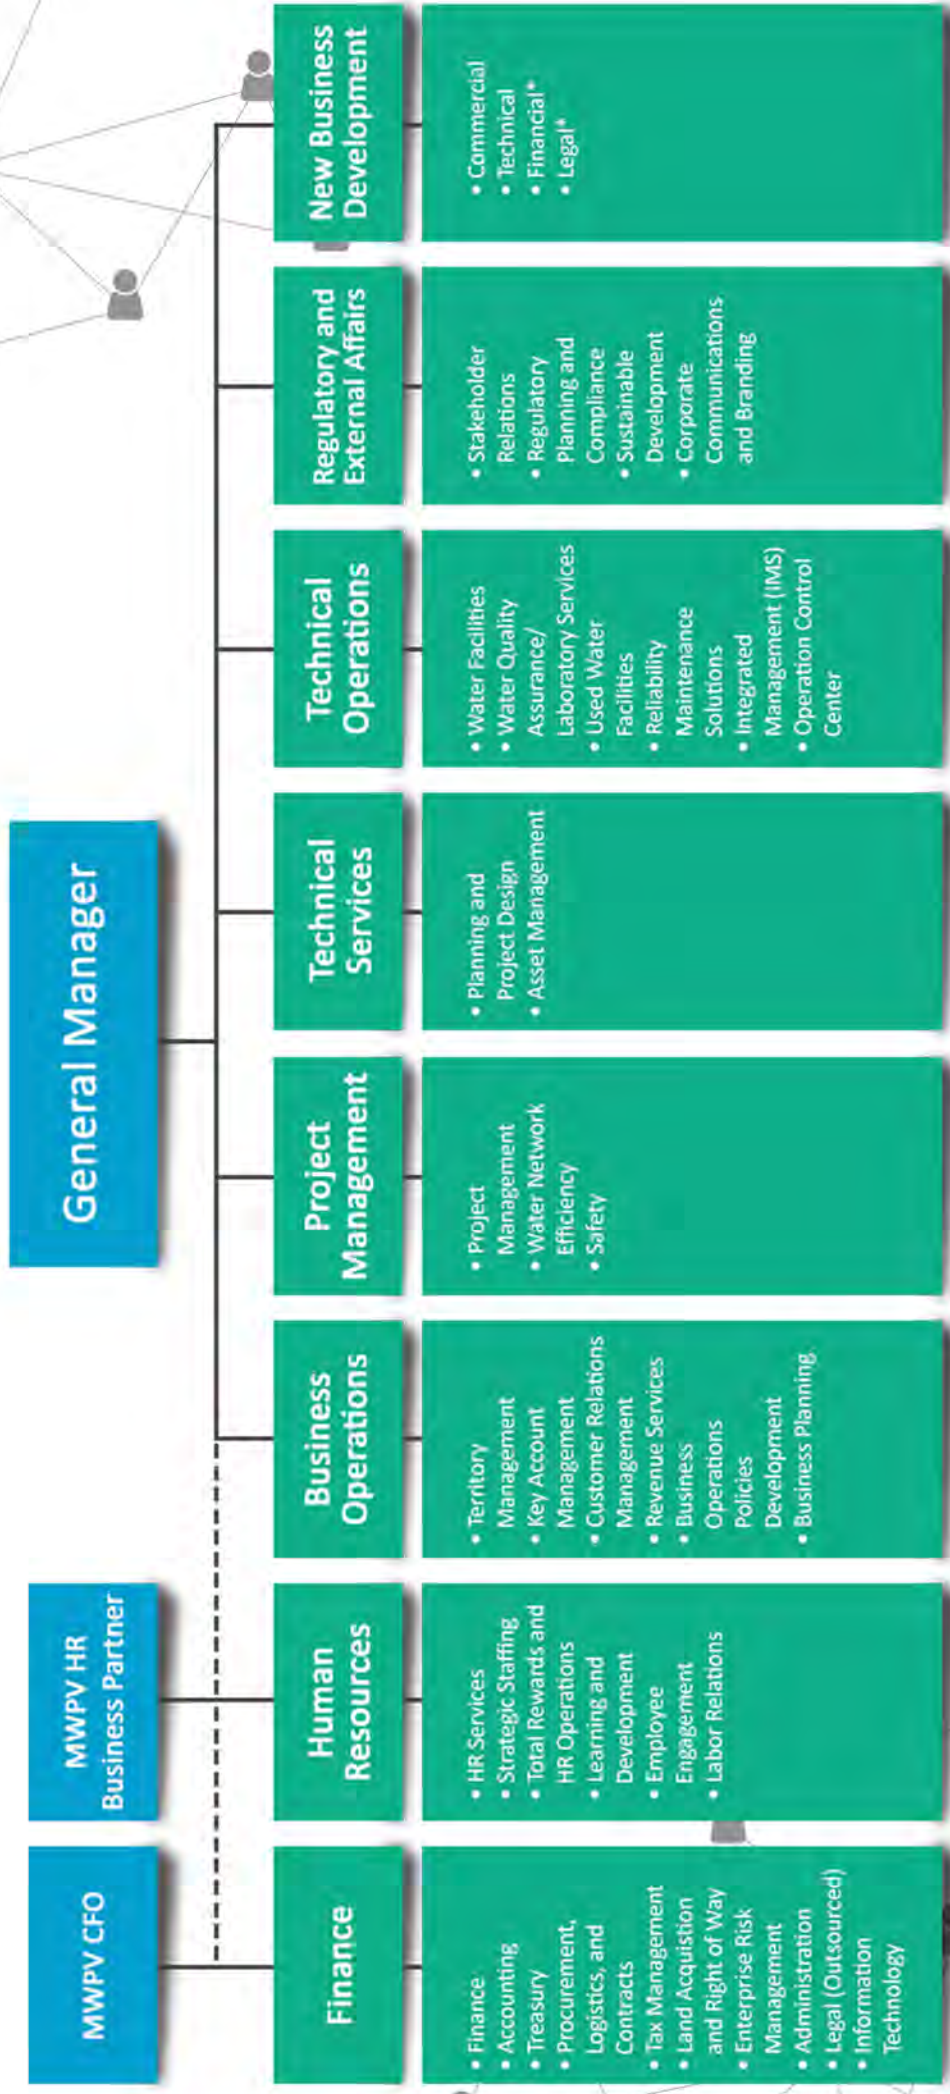 General Manager
MWPV CFO
MWPV HR
Business Partner
Finance
• Finance
• Accounting
• Treasury
• Procurement,
Logistics, and
Contracts
• Tax Management
• Land Acquistion
and Right of Way
• Enterprise Risk
Management
• Administration
• Legal (Outsourced)
• Information
Technology
Human
Resources
• HR Services
• Strategic Staffing
• Total Rewards and
HR Operations
• Learning and
Development
• Employee
Engagement
• Labor Relations
Business
Operations
• Territory
Management
• Key Account
Management
• Customer Relations
Management
• Revenue Services
• Business
Operations
Policies
Development
• Business Planning
Project
Management
• Project
Management
• Water Network
Efficiency
• Safety
Technical
Services
• Planning and
Project Design
• Asset Management
Technical
Operations
• Water Facilities
• Water Quality
Assurance/
Laboratory Services
• Used Water
Facilities
• Reliability
Maintenance
Solutions
• Integrated
Management (IMS)
• Operation Control
Center
Regulatory and
External Affairs
• Stakeholder
Relations
• Regulatory
Planning and
Compliance
• Sustainable
Development
• Corporate
Communications
and Branding
New Business
Development
• Commercial
• Technical
• Financial*
• Legal*